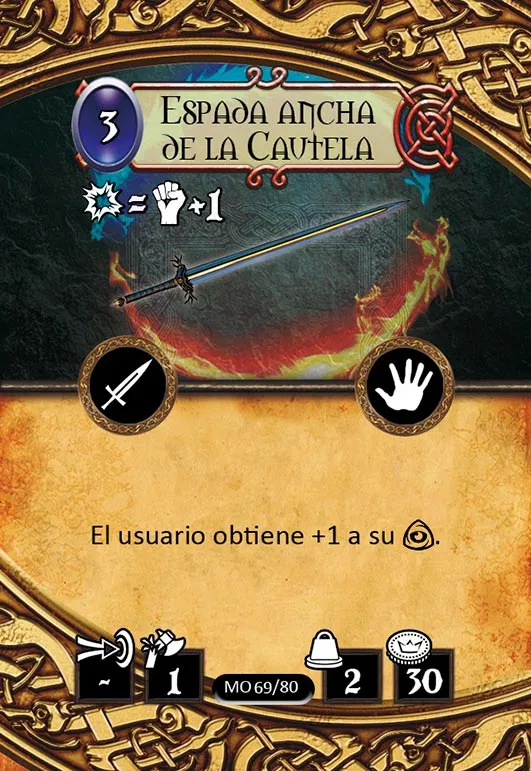 3
Espada ancha
de la Cautela
=
+1
El usuario obtiene +1 a su
-
1
MO 69/80
2
30